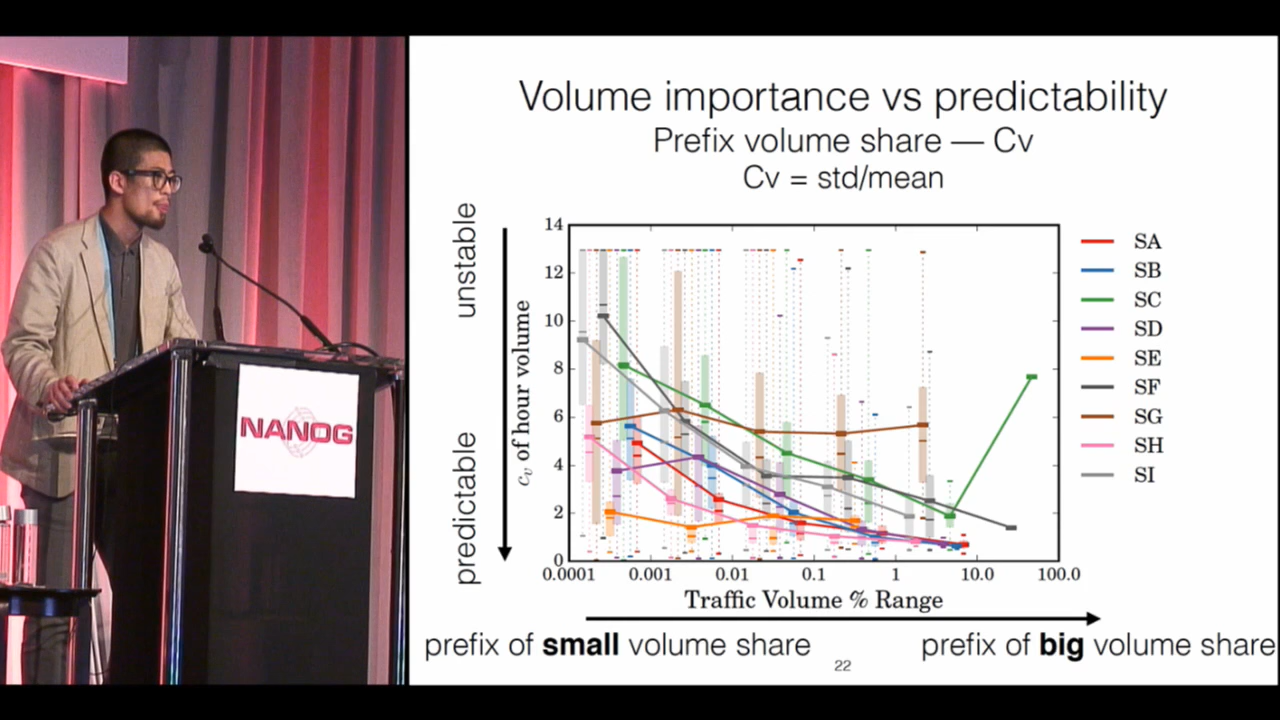 NANOG
Volume importance vs predictability
Prefix volume share — Cv
Cv = std/mean
unstable
predictable
cv of hour volume
14
12
10
8
6
4
2
0
0.0001
0.001
0.01
0.1
1
10.0
100.0
Traffic Volume % Range
SA
SB
SC
SD
SE
SF
SG
SH
SI
prefix of small volume share
prefix of big volume share
22